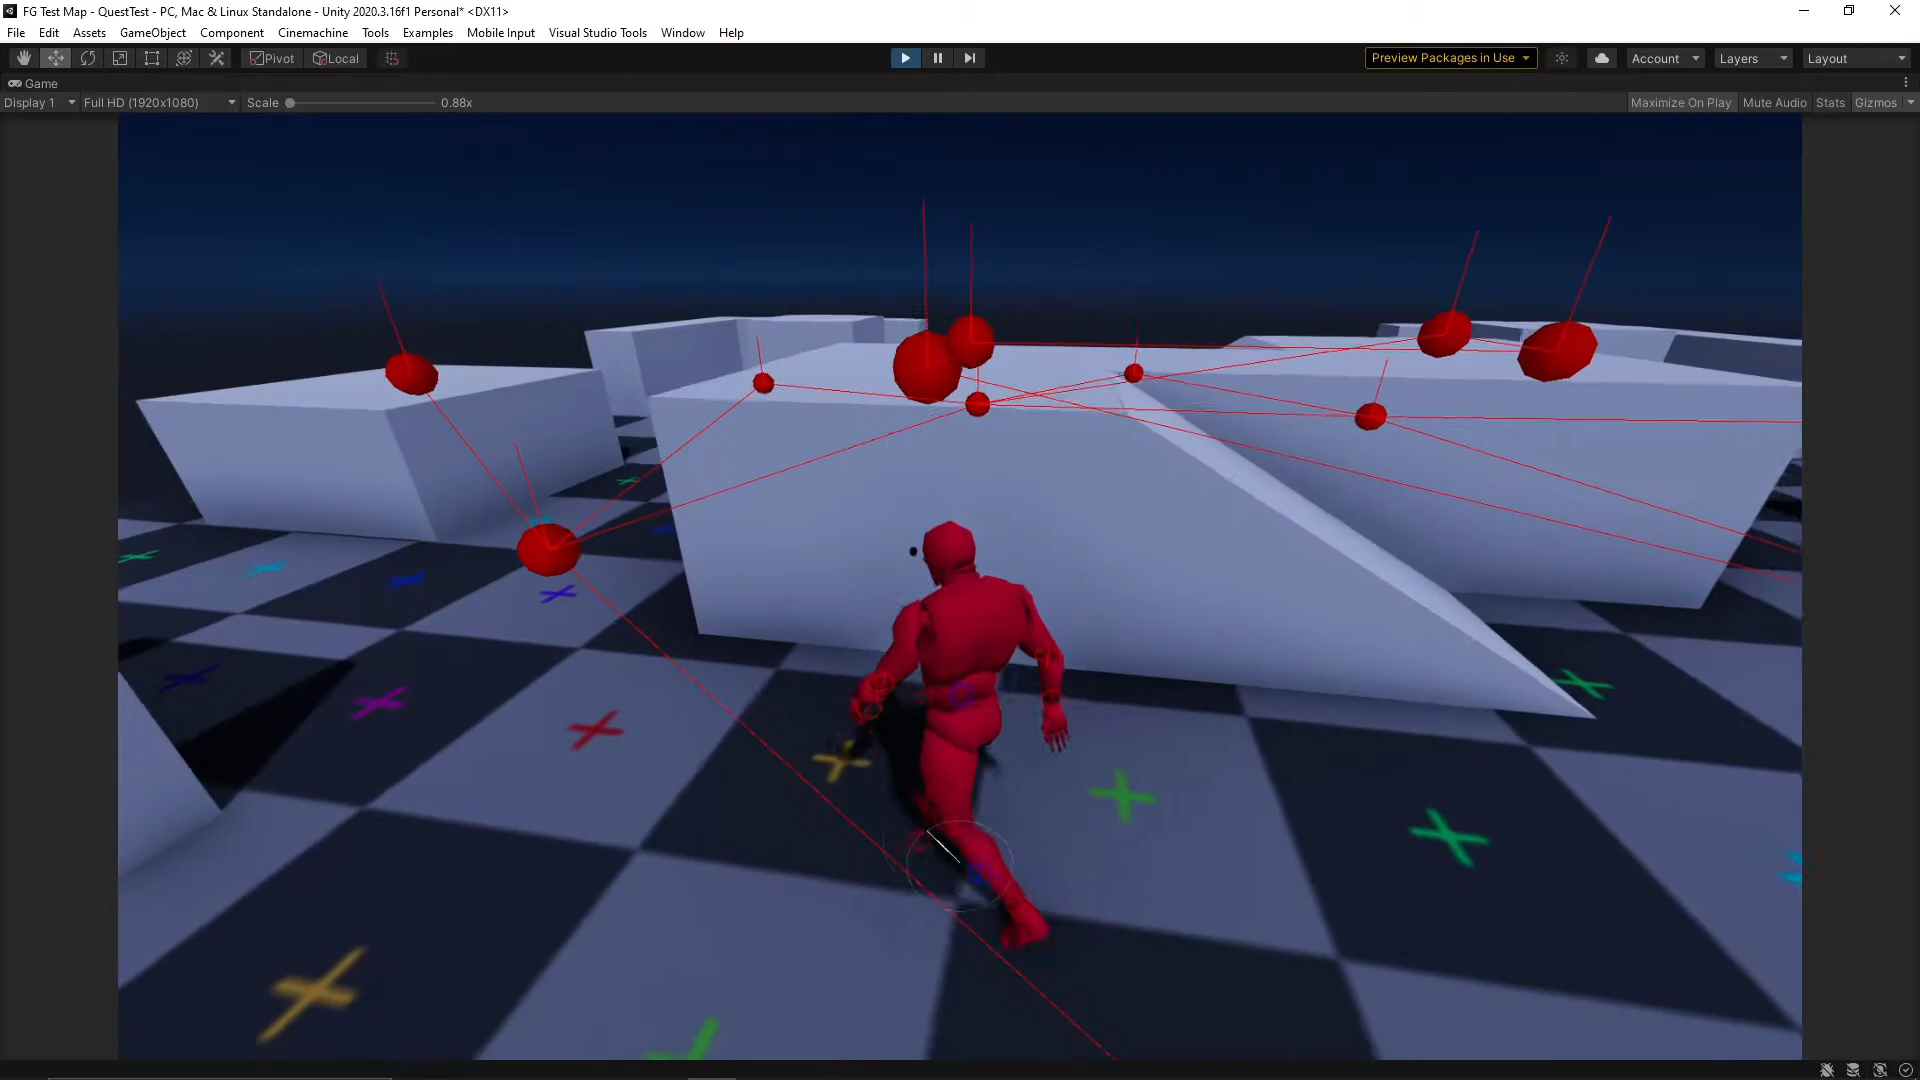 FG Test Map - QuestTest - PC, Mac & Linux Standalone - Unity 2020.3.16f1 Personal* <DX11>
File Edit Assets GameObject Component Cinemachine Tools Examples Mobile Input Visual Studio Tools Window Help
Pivot Local Preview Packages in Use Account Layers Layout
Game
Display 1 Full HD (1920x1080) Scale 0.88x Maximize On Play Mute Audio Stats Gizmos